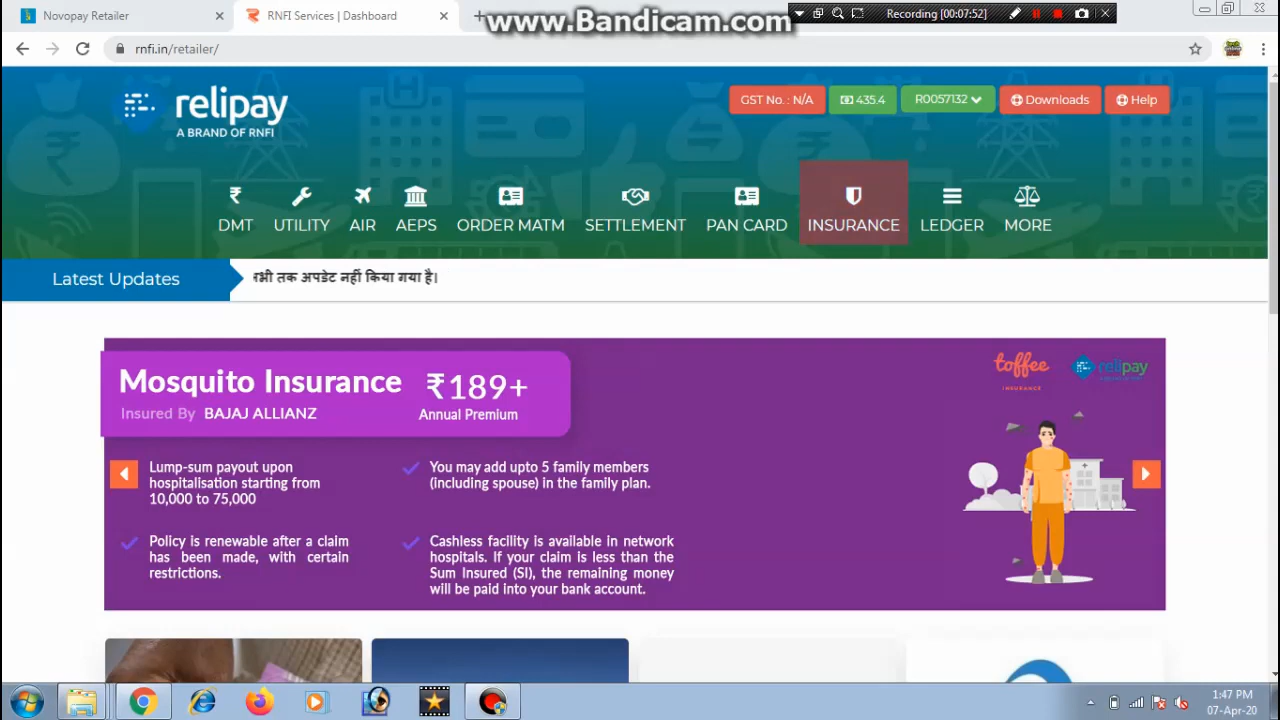 Novopay Retailer
RNFI Services | Dashboard
www.Bandicam.com
Recording [00:07:52]
rnfi.in/retailer/
relipay
A BRAND OF RNFI
GST No. : N/A
435.4
R0057132
Downloads
Help
DMT
UTILITY
AIR
AEPS
ORDER MATM
SETTLEMENT
PAN CARD
INSURANCE
LEDGER
MORE
Latest Updates
तक अपडेट नहीं किया गया है।
Mosquito Insurance
₹189+
Insured By BAJAJ ALLIANZ
Annual Premium
toffee
INSURANCE
relipay
Lump-sum payout upon
hospitalisation starting from
10,000 to 75,000
You may add upto 5 family members
(including spouse) in the family plan.
Policy is renewable after a claim
has been made, with certain
restrictions.
Cashless facility is available in network
hospitals. If your claim is less than the
Sum Insured (SI), the remaining money
will be paid into your bank account.
1:47 PM
07-Apr-20